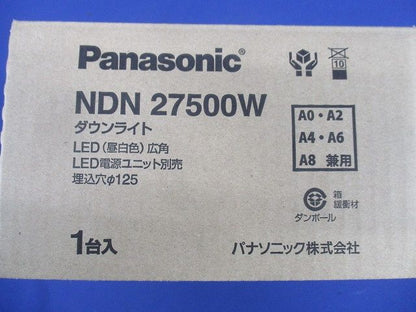 Panasonic®
NDN 27500W
ダウンライト
LED（昼白色）広角
LED電源ユニット別売
埋込穴φ125
1台入
10
A0・A2
A4・A6
A8 兼用
箱
緩衝材
ダンボール
パナソニック株式会社